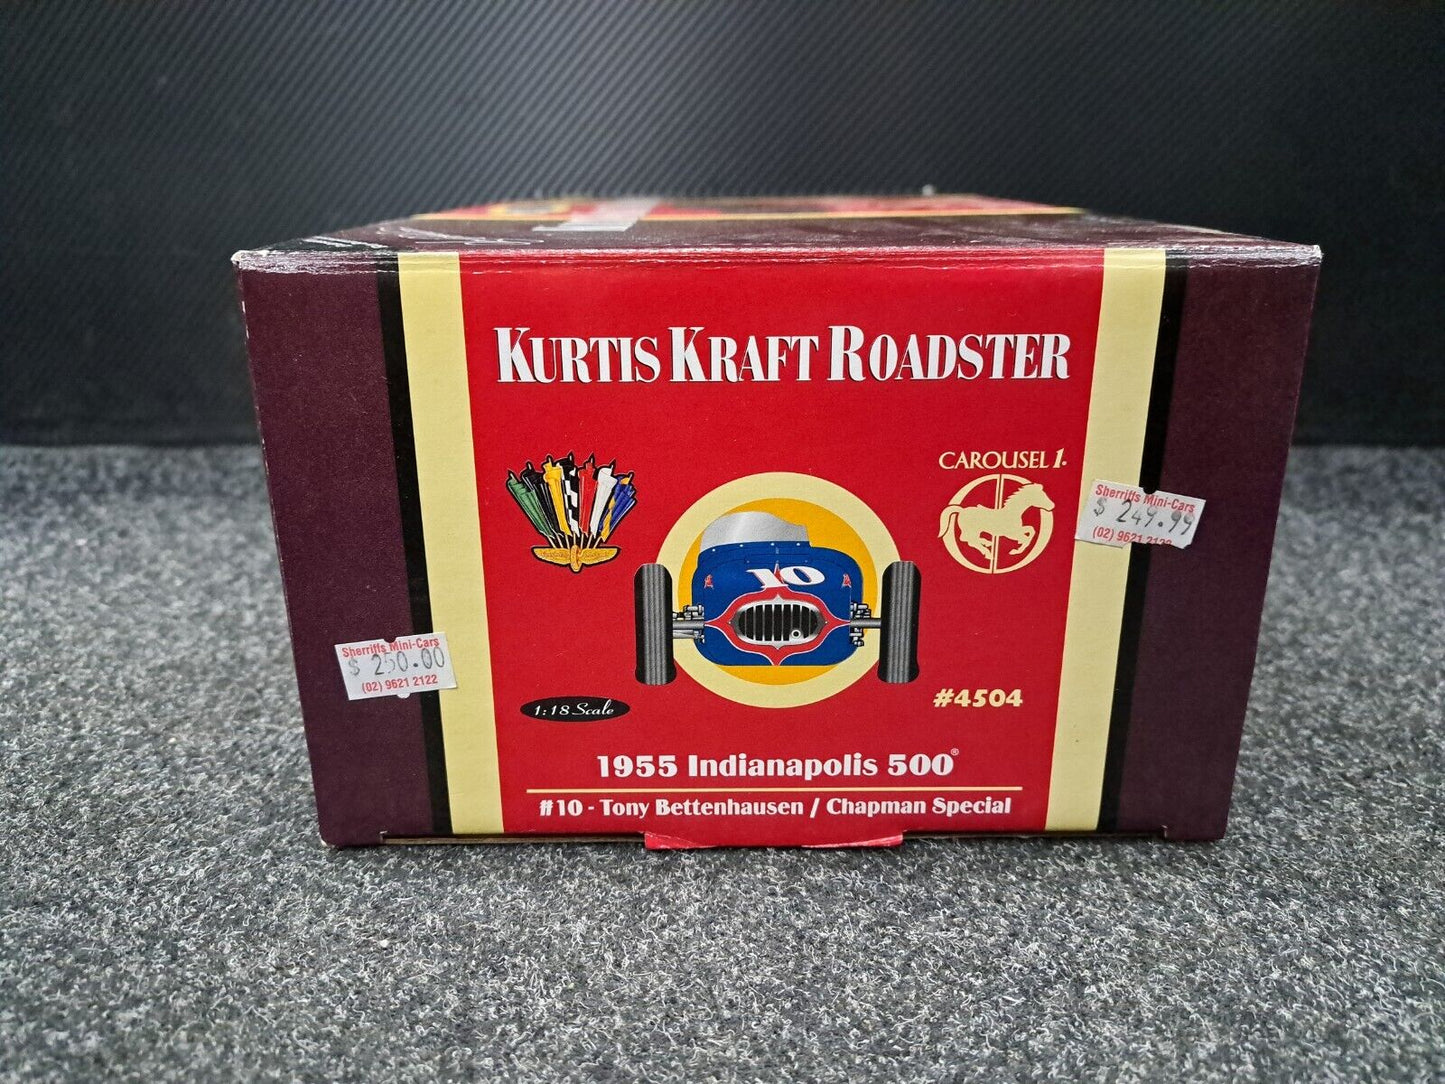 KURTIS KRAFT ROADSTER
CAROUSEL 1.
Sherriffs Mini-Cars
$ 249.99
(02) 9621 2122
10
Sherriffs Mini-Cars
$ 250.00
(02) 9621 2122
1:18 Scale
#4504
1955 Indianapolis 500®
#10 - Tony Bettenhausen / Chapman Special